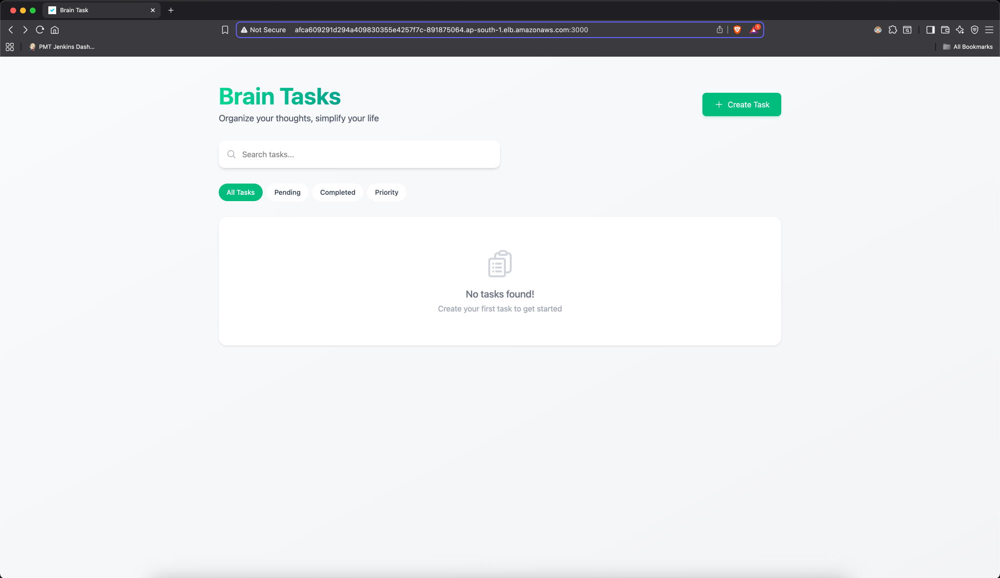 Brain Task
Not Secure afca609291d294a409830355e4257f7c-891875064.ap-south-1.elb.amazonaws.com:3000
1
PMT Jenkins Dash...
All Bookmarks
Brain Tasks
Organize your thoughts, simplify your life
Create Task
Search tasks...
All Tasks Pending Completed Priority
No tasks found!
Create your first task to get started